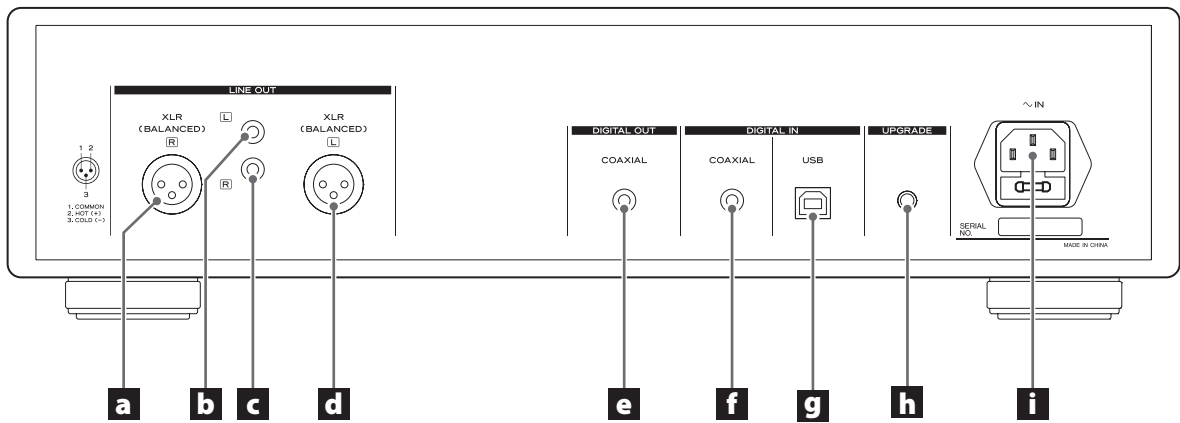 LINE OUT
XLR
(BALANCED)
R
L
R
XLR
(BALANCED)
L
1 2
3
1. COMMON
2. HOT (+)
3. COLD (–)
DIGITAL OUT
COAXIAL
DIGITAL IN
COAXIAL
USB
UPGRADE
~ IN
SERIAL
NO.
MADE IN CHINA
a b c d e f g h i